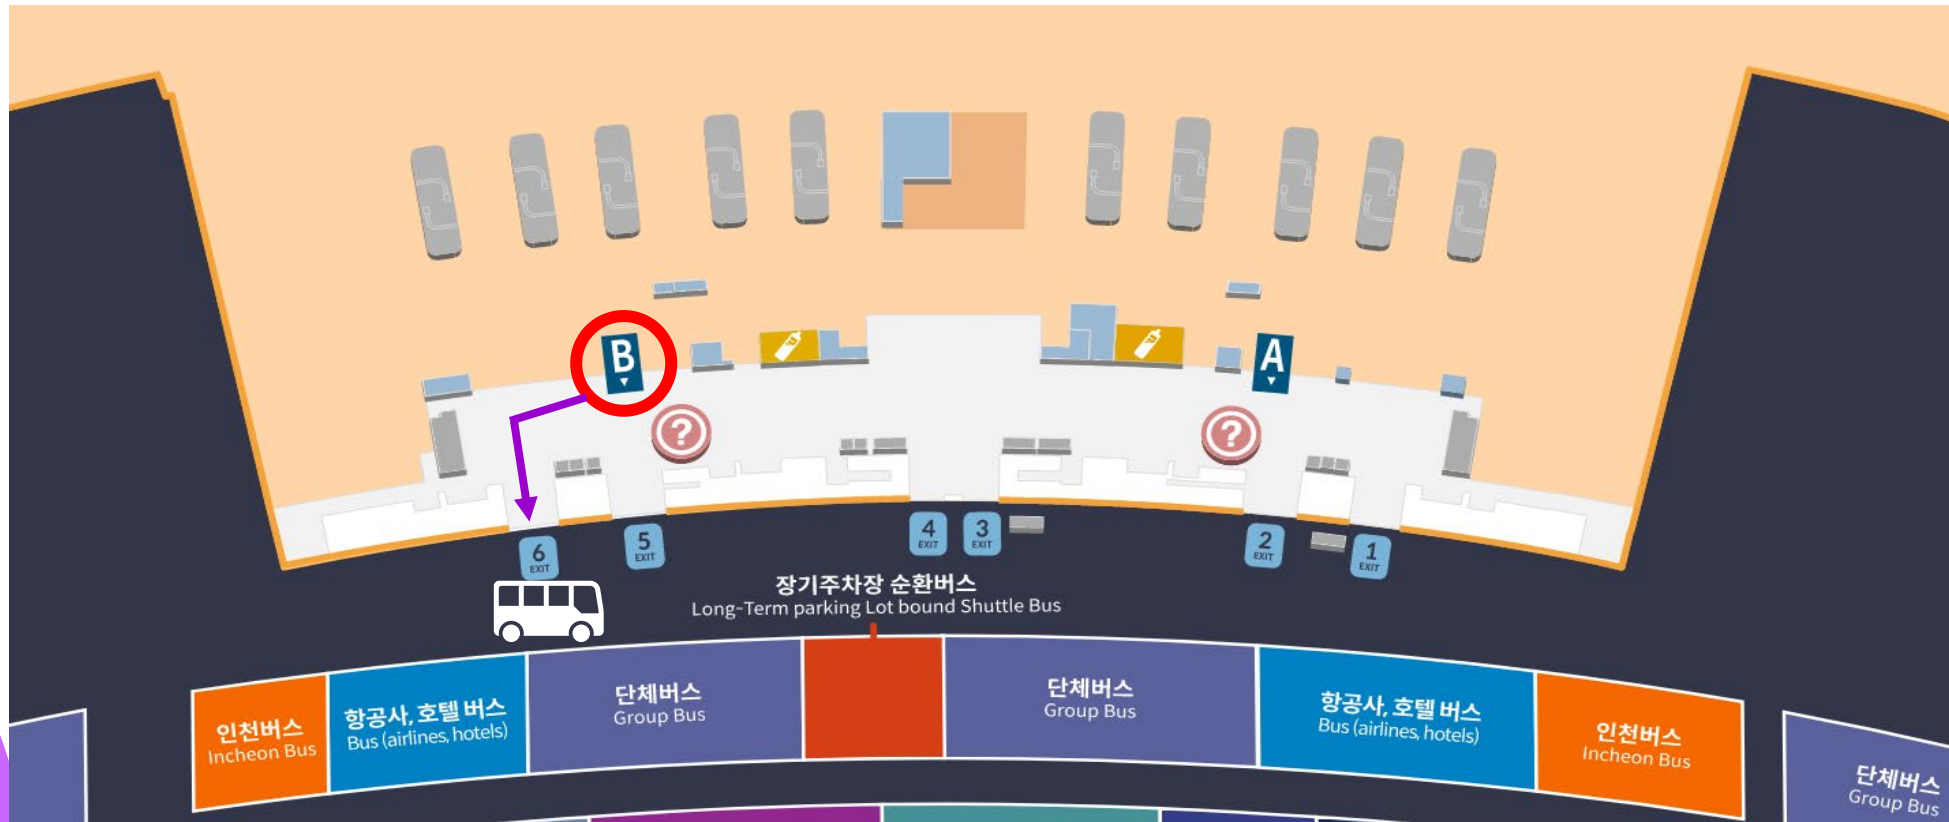 B
A
?
?
6
EXIT
5
EXIT
4
EXIT
3
EXIT
2
EXIT
1
EXIT
장기주차장 순환버스
Long-Term parking Lot bound Shuttle Bus
인천버스
Incheon Bus
항공사, 호텔 버스
Bus (airlines, hotels)
단체버스
Group Bus
단체버스
Group Bus
항공사, 호텔 버스
Bus (airlines, hotels)
인천버스
Incheon Bus
단체버스
Group Bus